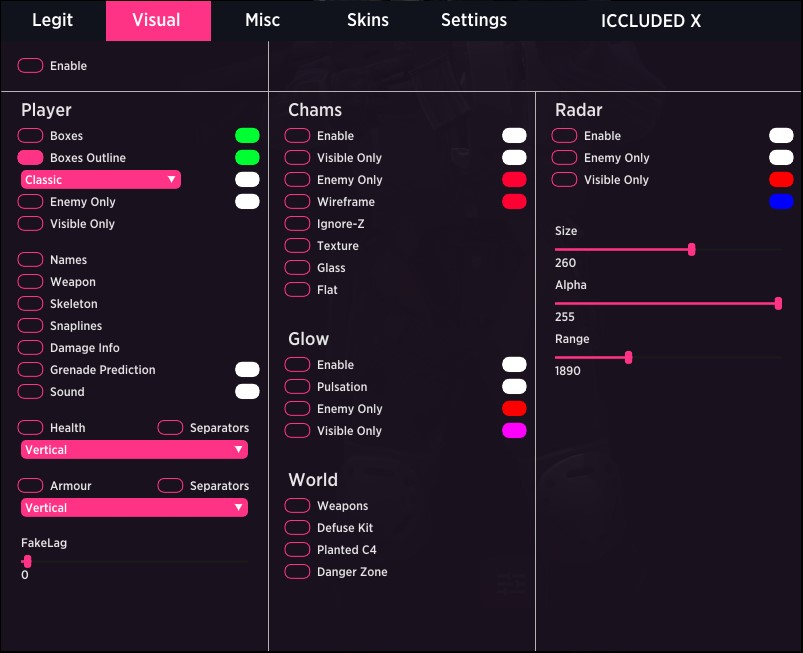 Legit Visual Misc Skins Settings ICCLUDED X
Enable
Player
Boxes
Boxes Outline
Classic
Enemy Only
Visible Only
Names
Weapon
Skeleton
Snaplines
Damage Info
Grenade Prediction
Sound
Health Separators
Vertical
Armour Separators
Vertical
FakeLag
0
Chams
Enable
Visible Only
Enemy Only
Wireframe
Ignore-Z
Texture
Glass
Flat
Glow
Enable
Pulsation
Enemy Only
Visible Only
World
Weapons
Defuse Kit
Planted C4
Danger Zone
Radar
Enable
Enemy Only
Visible Only
Size
260
Alpha
255
Range
1890